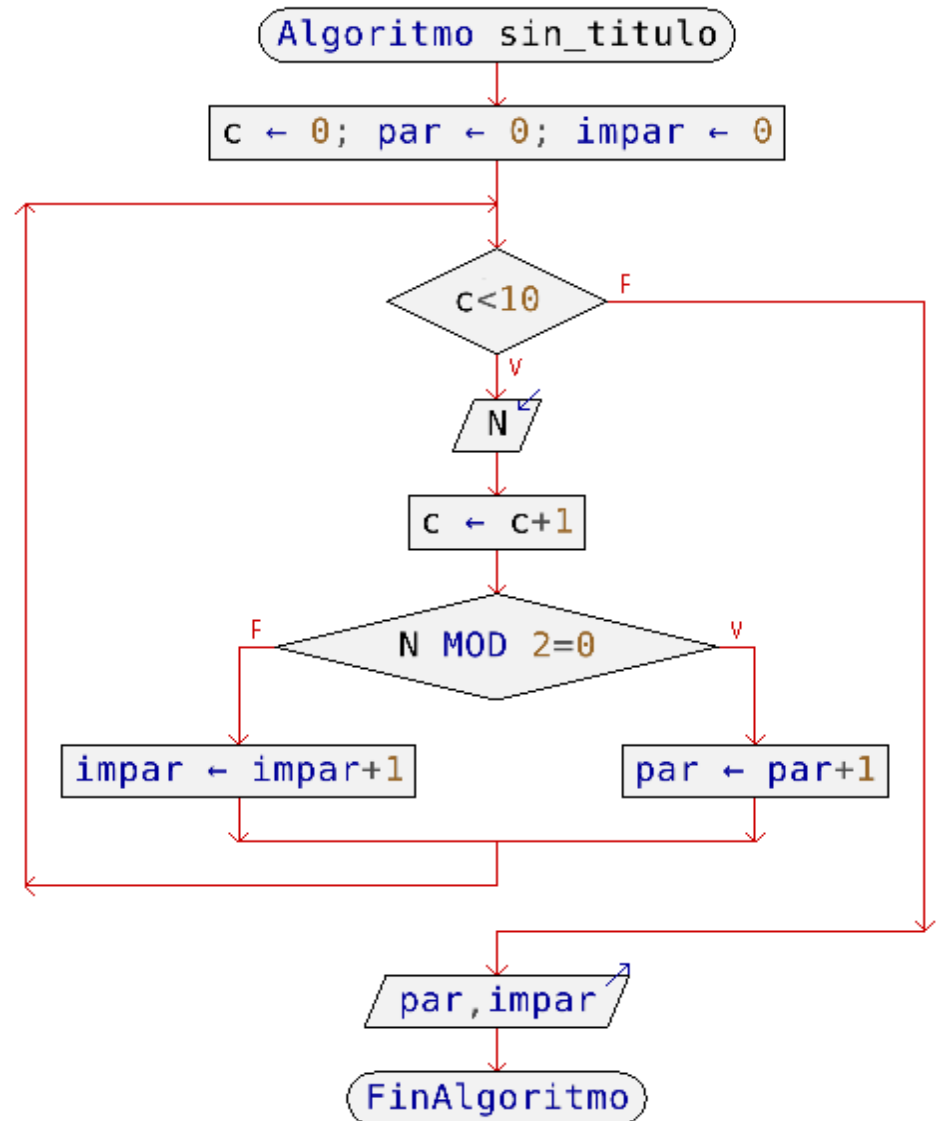 Algoritmo sin_titulo
c ← 0; par ← 0; impar ← 0
c<10
F
V
N
c ← c+1
F
V
N MOD 2=0
impar ← impar+1
par ← par+1
par,impar
FinAlgoritmo